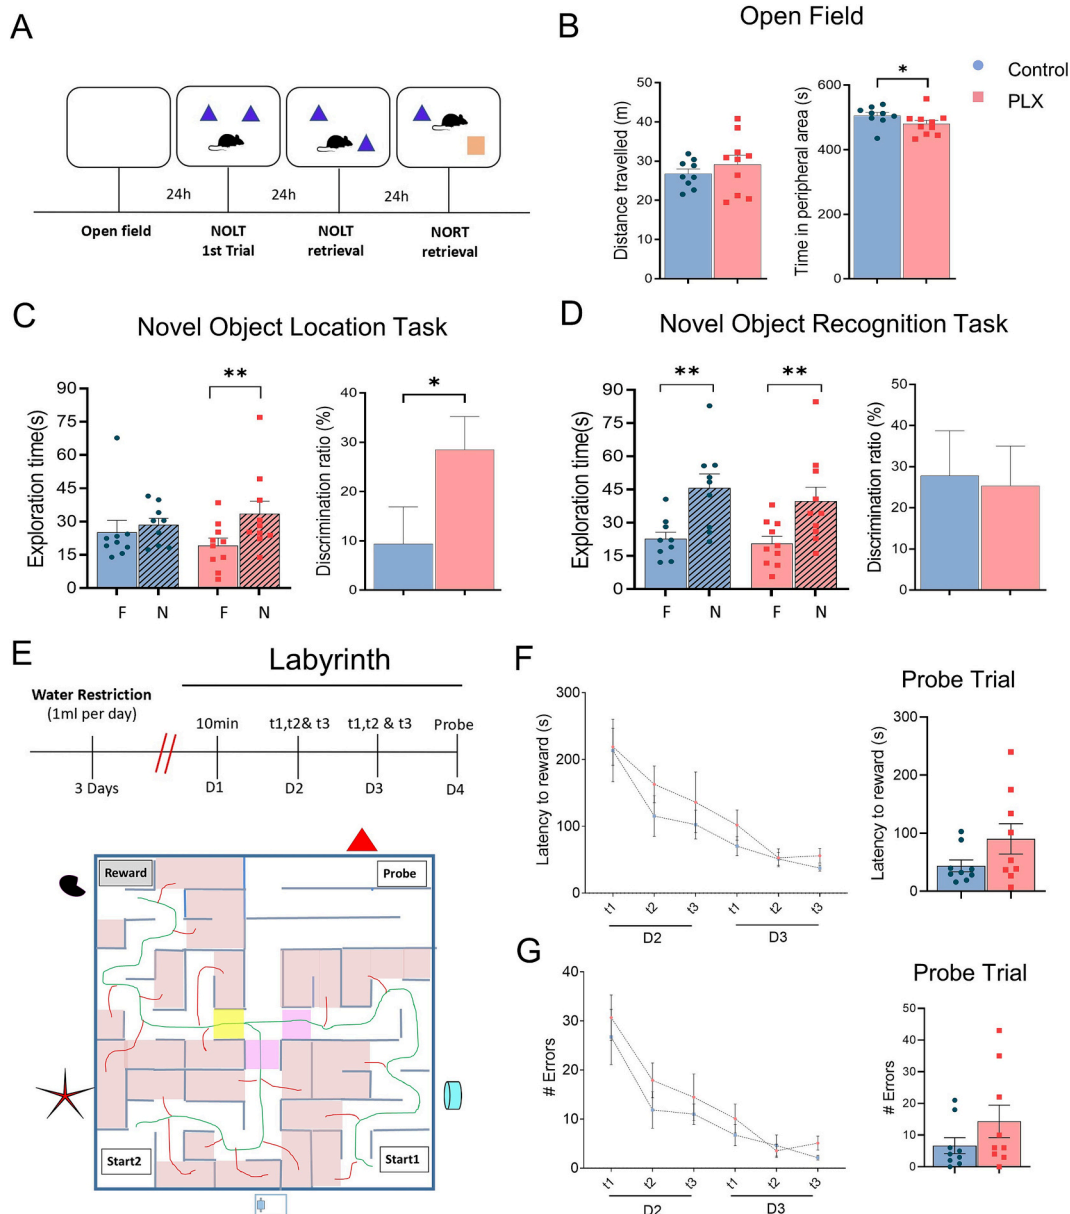 A
24h
24h
24h
Open field
NOLT
1st Trial
NOLT
retrieval
NORT
retrieval
B
Open Field
Distance travelled (m)
50
40
30
20
10
0
Time in peripheral area (s)
600
400
200
0
*
Control
PLX
C
Novel Object Location Task
Exploration time(s)
90
75
60
45
30
15
0
**
F
N
F
N
Discrimination ratio (%)
40
30
20
10
0
*
D
Novel Object Recognition Task
Exploration time(s)
90
75
60
45
30
15
0
**
**
F
N
F
N
Discrimination ratio (%)
50
40
30
20
10
0
E
Labyrinth
Water Restriction
(1ml per day)
10min
t1,t2& t3
t1,t2 & t3
Probe
3 Days
D1
D2
D3
D4
Reward
Probe
Start2
Start1
F
Latency to reward (s)
300
200
100
0
t1
t2
t3
t1
t2
t3
D2
D3
Probe Trial
Latency to reward (s)
300
200
100
0
G
# Errors
40
30
20
10
0
t1
t2
t3
t1
t2
t3
D2
D3
Probe Trial
# Errors
50
40
30
20
10
0